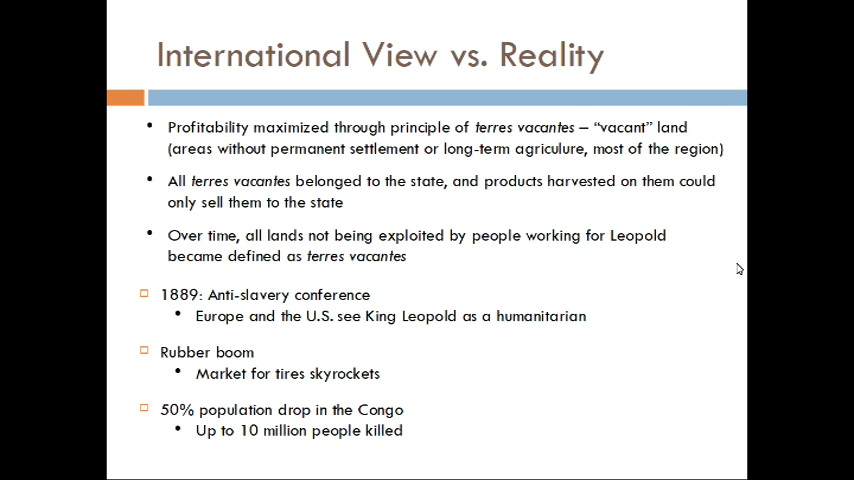 International View vs. Reality
• Profitability maximized through principle of terres vacantes – “vacant” land
(areas without permanent settlement or long-term agriculure, most of the region)
• All terres vacantes belonged to the state, and products harvested on them could
only sell them to the state
• Over time, all lands not being exploited by people working for Leopold
became defined as terres vacantes
1889: Anti-slavery conference
• Europe and the U.S. see King Leopold as a humanitarian
Rubber boom
• Market for tires skyrockets
50% population drop in the Congo
• Up to 10 million people killed